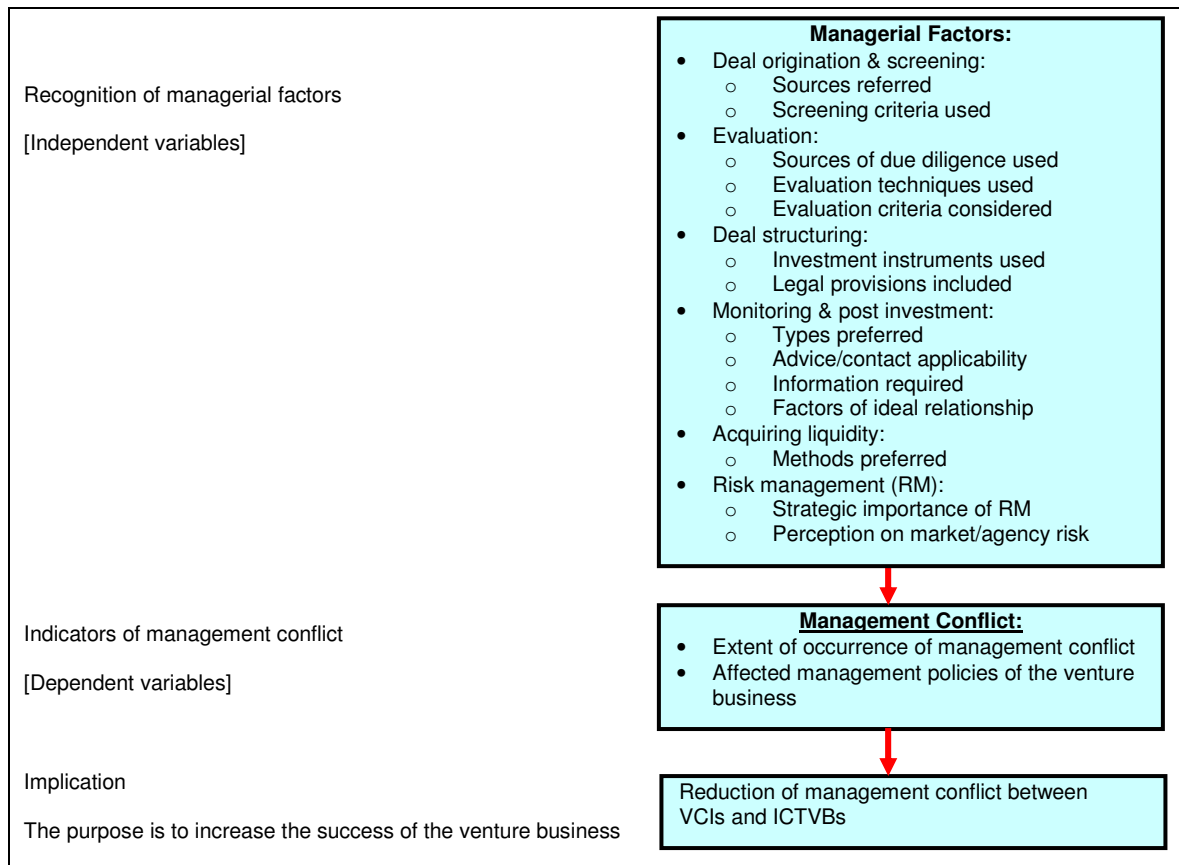 Managerial Factors:
Recognition of managerial factors
[Independent variables]
• Deal origination & screening:
o Sources referred
o Screening criteria used
• Evaluation:
o Sources of due diligence used
o Evaluation techniques used
o Evaluation criteria considered
• Deal structuring:
o Investment instruments used
o Legal provisions included
• Monitoring & post investment:
o Types preferred
o Advice/contact applicability
o Information required
o Factors of ideal relationship
• Acquiring liquidity:
o Methods preferred
• Risk management (RM):
o Strategic importance of RM
o Perception on market/agency risk
Indicators of management conflict
[Dependent variables]
Management Conflict:
• Extent of occurrence of management conflict
• Affected management policies of the venture
business
Implication
The purpose is to increase the success of the venture business
Reduction of management conflict between
VCIs and ICTVBs